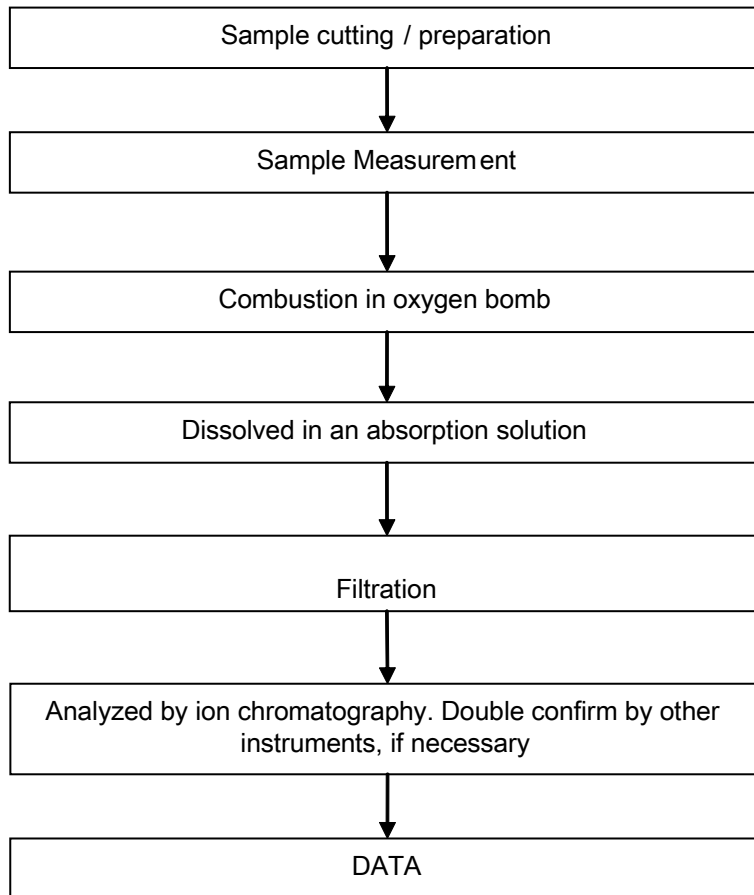 Sample cutting / preparation
Sample Measurement
Combustion in oxygen bomb
Dissolved in an absorption solution
Filtration
Analyzed by ion chromatography. Double confirm by other
instruments, if necessary
DATA